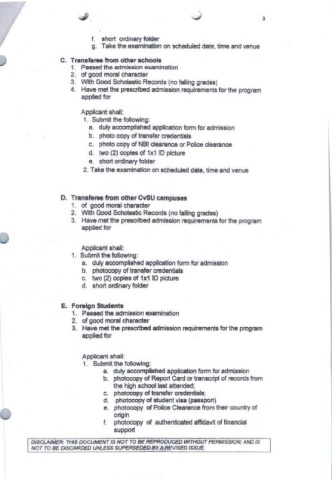 3
f. short ordinary folder
g. Take the examination on scheduled date, time and venue
C. Transferee from other schools
1. Passed the admission examination
2. of good moral character
3. With Good Scholastic Records (no failing grades)
4. Have met the prescribed admission requirements for the program
applied for
Applicant shall:
1. Submit the following:
a. duly accomplished application form for admission
b. photo copy of transfer credentials
c. photo copy of NBI clearance or Police clearance
d. two (2) copies of 1x1 ID picture
e. short ordinary folder
2. Take the examination on scheduled date, time and venue
D. Transferees from other CvSU campuses
1. of good moral character
2. With Good Scholastic Records (no failing grades)
3. Have met the prescribed admission requirements for the program
applied for
Applicant shall:
1. Submit the following:
a. duly accomplished application form for admission
b. photocopy of transfer credentials
c. two (2) copies of 1x1 ID picture
d. short ordinary folder
E. Foreign Students
1. Passed the admission examination
2. of good moral character
3. Have met the prescribed admission requirements for the program
applied for
Applicant shall:
1. Submit the following:
a. duly accomplished application form for admission
b. photocopy of Report Card or transcript of records from
the high school last attended;
c. photocopy of transfer credentials;
d. photocopy of student visa (passport)
e. photocopy of Police Clearance from their country of
origin
f. photocopy of authenticated affidavit of financial
support
DISCLAIMER: THIS DOCUMENT IS NOT TO BE REPRODUCED WITHOUT PERMISSION; AND IS
NOT TO BE DISCARDED UNLESS SUPERSEDED BY A REVISED ISSUE.